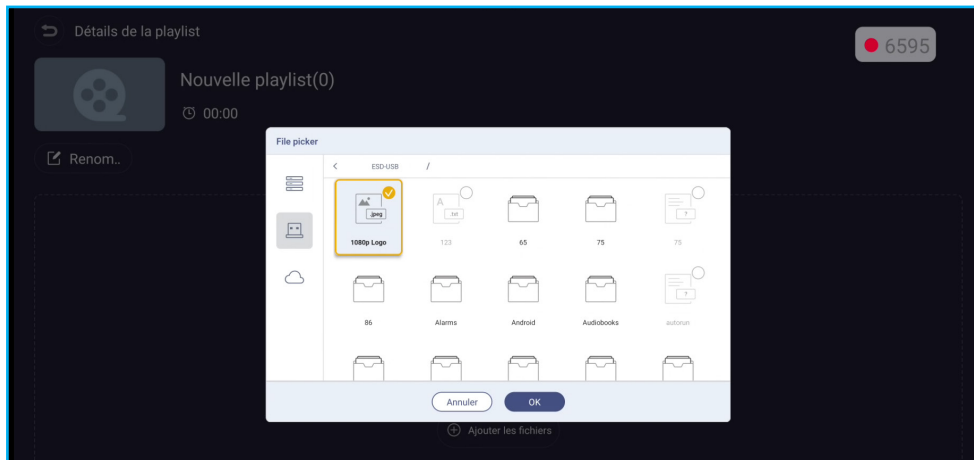 Détails de la playlist
6595
Nouvelle playlist(0)
00:00
Renom..
File picker
< ESD-USB /
.jpeg
A .txt
?
1080p Logo 123 65 75 75
?
86 Alarms Android Audiobooks autorun
Annuler OK
Ajouter les fichiers